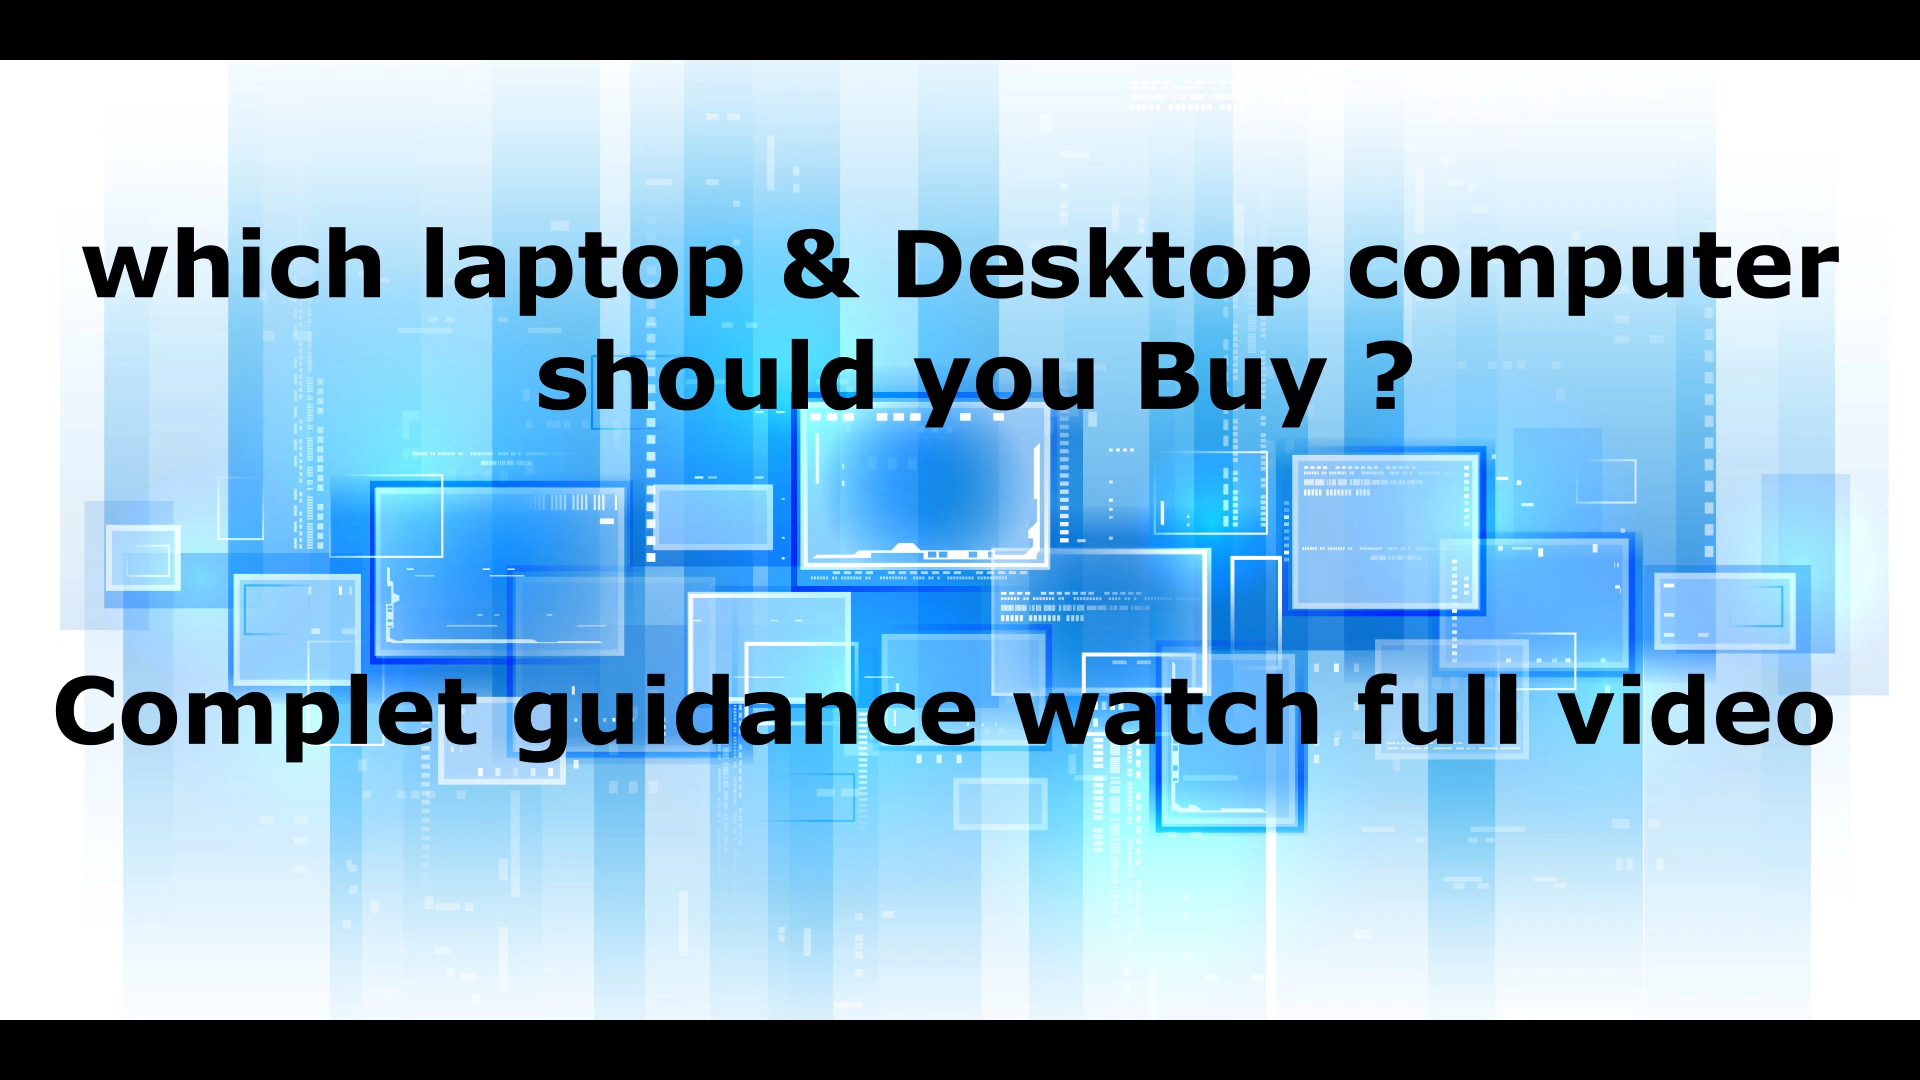 which laptop & Desktop computer
should you Buy ?
Complet guidance watch full video